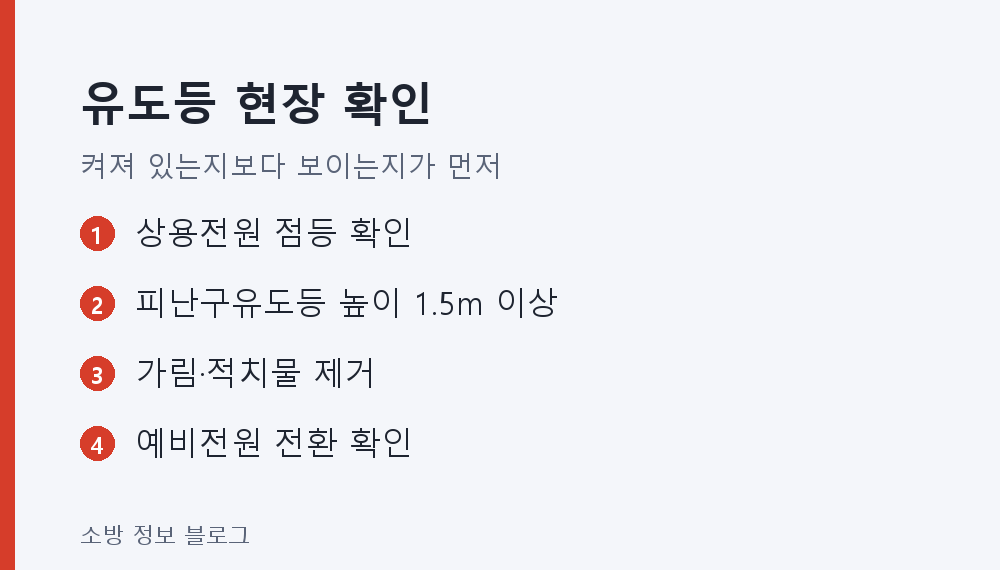 유도등 현장 확인
켜져 있는지보다 보이는지가 먼저
1 상용전원 점등 확인
2 피난구유도등 높이 1.5m 이상
3 가림·적치물 제거
4 예비전원 전환 확인
소방 정보 블로그